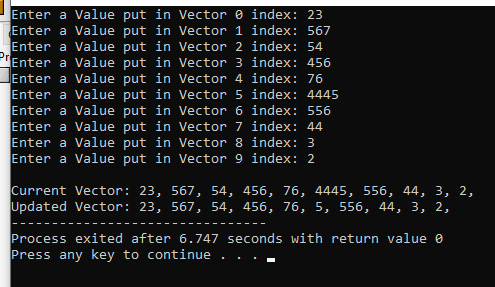 Enter a Value put in Vector 0 index: 23
Enter a Value put in Vector 1 index: 567
Enter a Value put in Vector 2 index: 54
Enter a Value put in Vector 3 index: 456
Enter a Value put in Vector 4 index: 76
Enter a Value put in Vector 5 index: 4445
Enter a Value put in Vector 6 index: 556
Enter a Value put in Vector 7 index: 44
Enter a Value put in Vector 8 index: 3
Enter a Value put in Vector 9 index: 2
Current Vector: 23, 567, 54, 456, 76, 4445, 556, 44, 3, 2,
Updated Vector: 23, 567, 54, 456, 76, 5, 556, 44, 3, 2,
--------------------------------
Process exited after 6.747 seconds with return value 0
Press any key to continue . . .